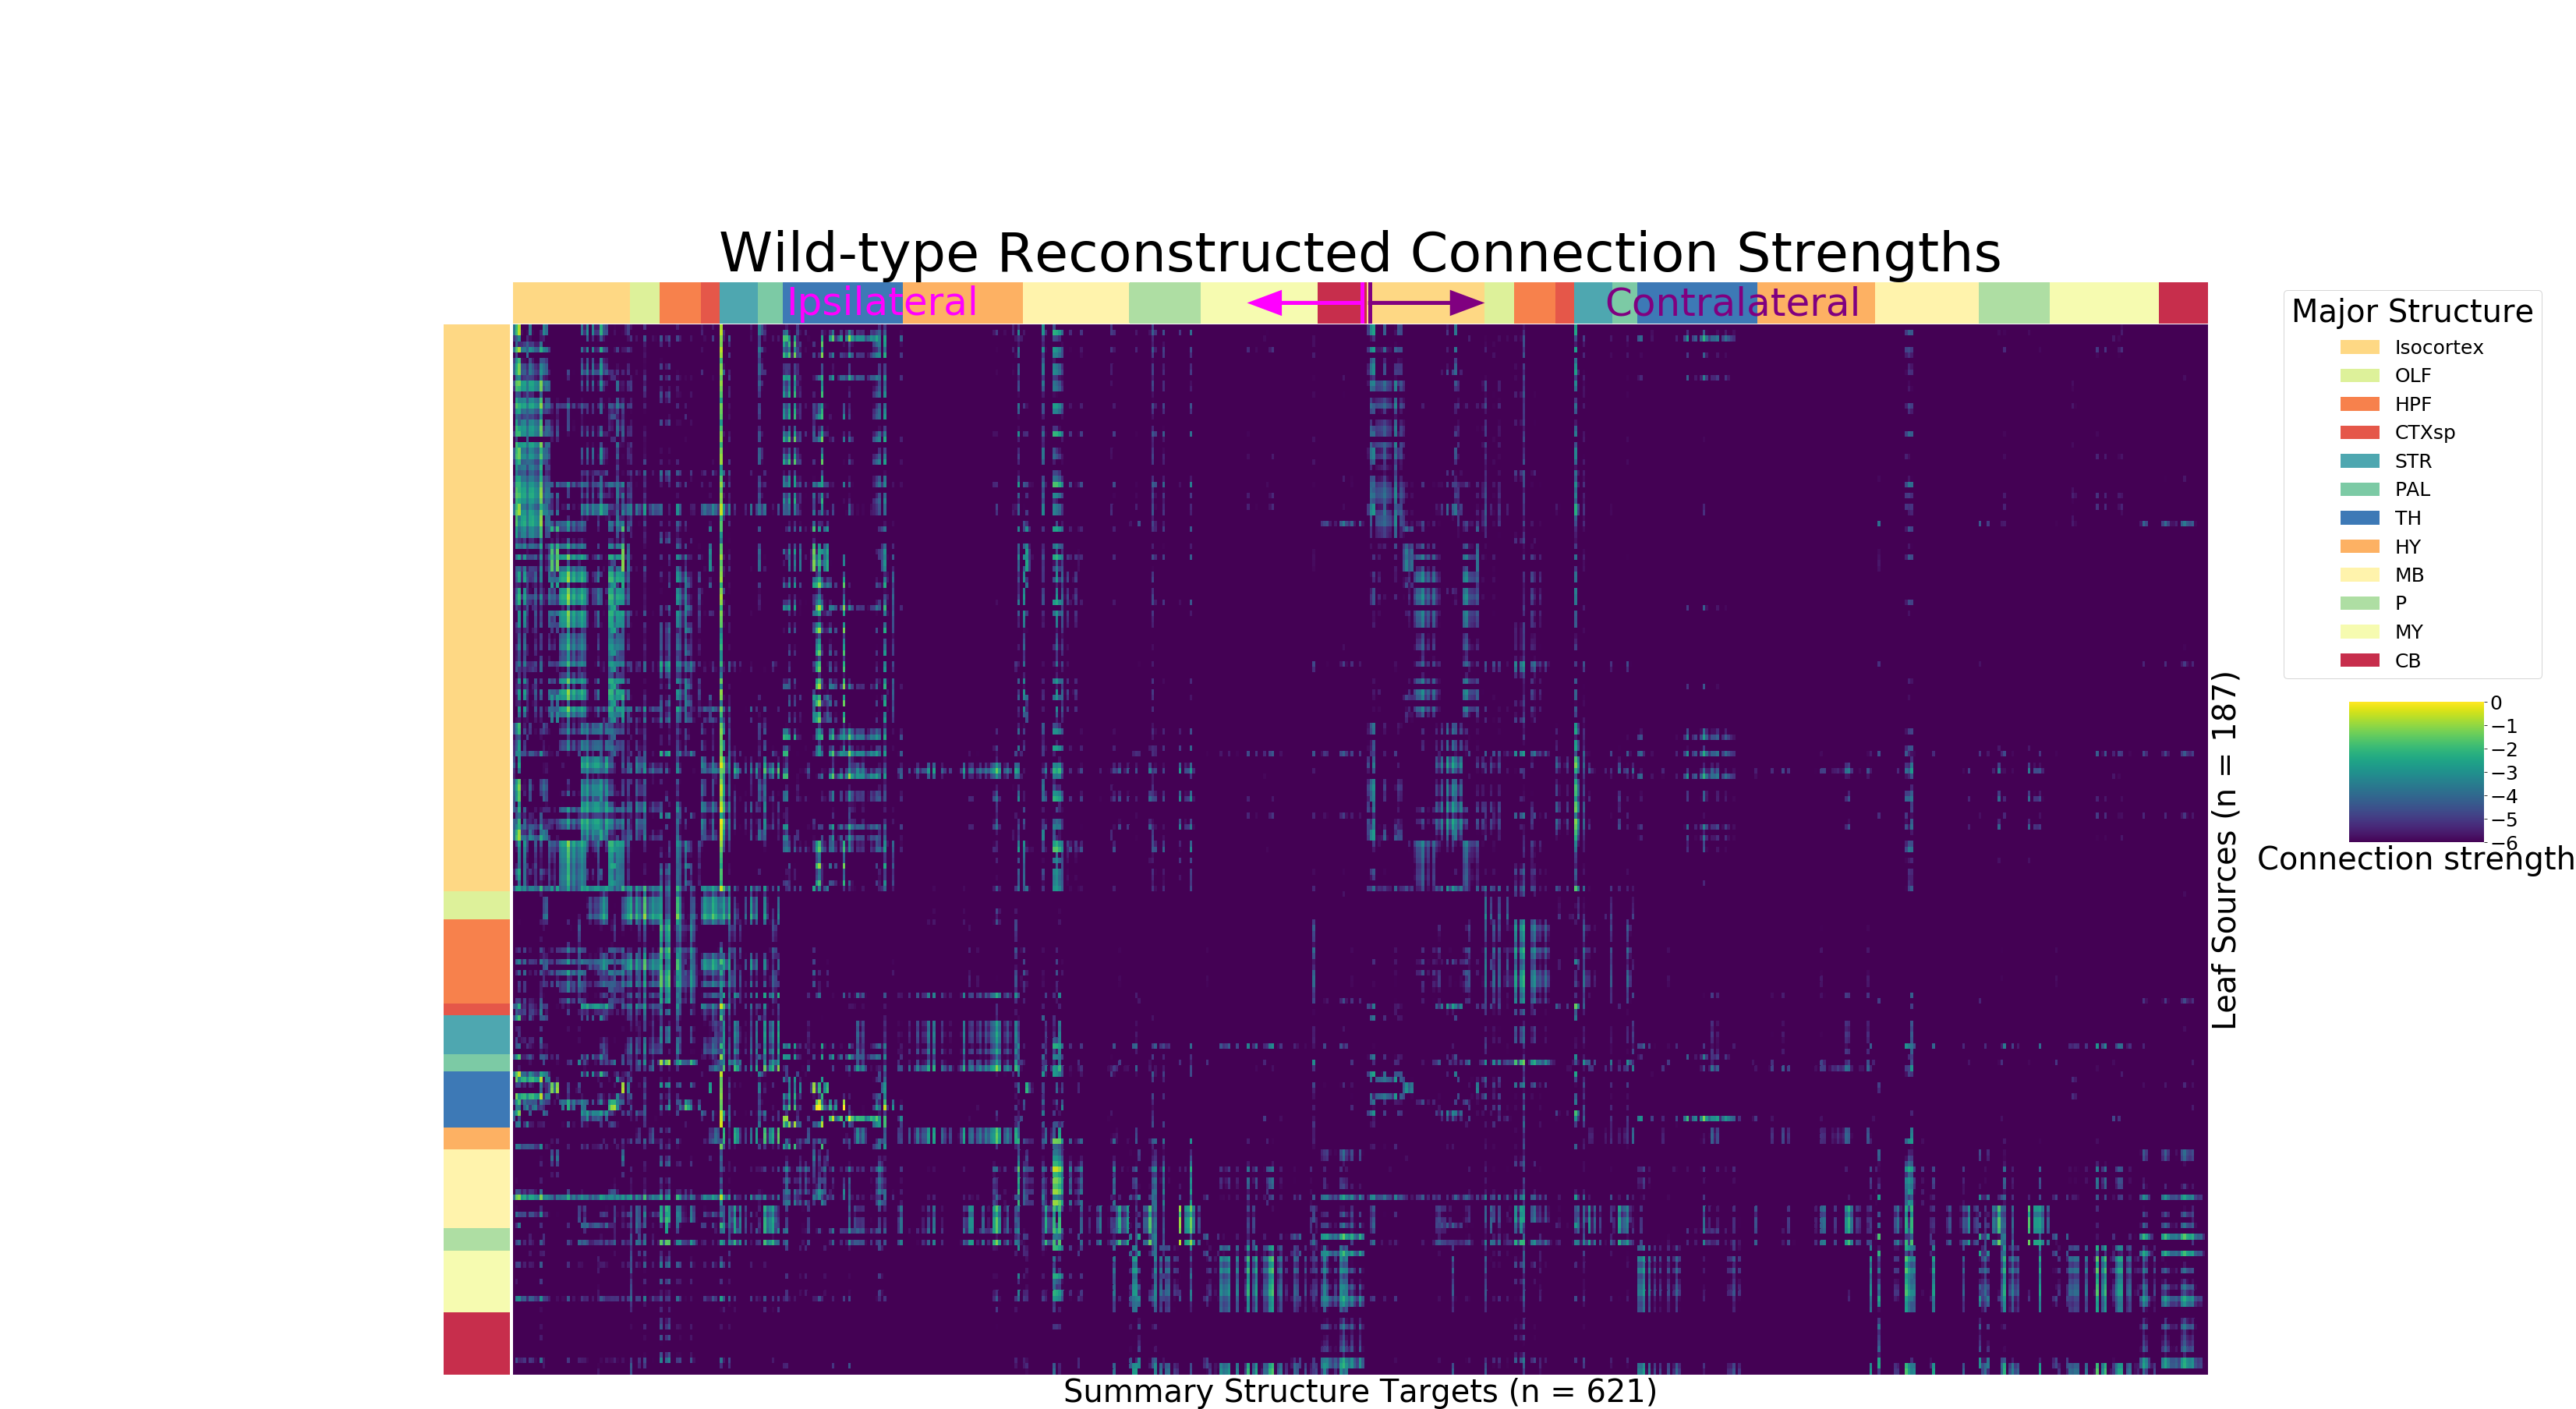 Wild-type Reconstructed Connection Strengths
Ipsilateral
Contralateral
Major Structure
Isocortex
OLF
HPF
CTXsp
STR
PAL
TH
HY
MB
P
MY
CB
0
−1
−2
−3
−4
−5
−6
Connection strength
Leaf Sources (n = 187)
Summary Structure Targets (n = 621)